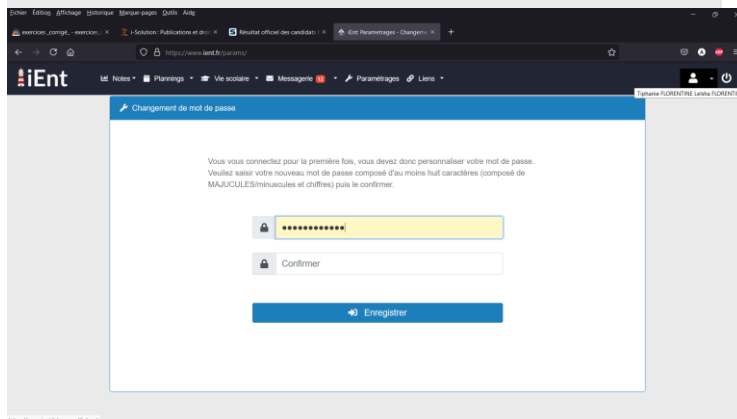 Fichier Édition Affichage Historique Marque-pages Outils Aide
exercices _corrigé_ - exercices_c × i-Solution : Publications et droi × Résultat officiel des candidats | × iEnt Parametrages - Changeme × +
https://www.ient.fr/params/
iEnt Notes Plannings Vie scolaire Messagerie Paramétrages Liens
Tiphanie FLORENTINE Leisha FLORENTI
Changement de mot de passe
Vous vous connectez pour la première fois, vous devez donc personnaliser votre mot de passe.
Veuillez saisir votre nouveau mot de passe composé d'au moins huit caractères (composé de
MAJUCULES/minuscules et chiffres) puis le confirmer.
••••••••••••
Confirmer
Enregistrer